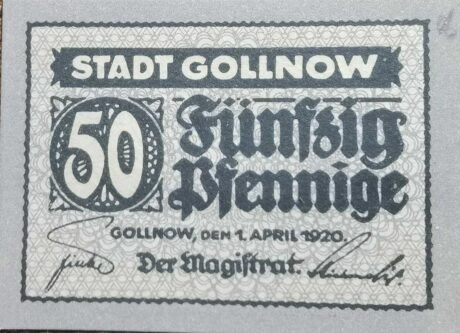 STADT GOLLNOW
50
Fünfzig
Pfennige
GOLLNOW, DEN 1. APRIL 1920.
Der Magistrat.